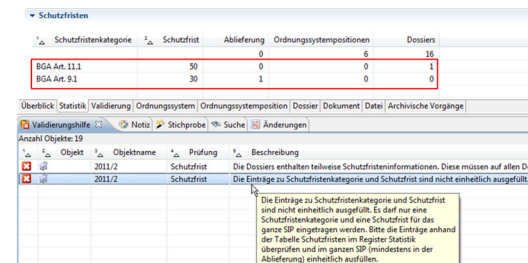 Schutzfristen
Schutzfristenkategorie Schutzfrist Ablieferung Ordnungssystempositionen Dossiers
0 6 16
BGA Art. 11.1 50 0 0 1
BGA Art. 9.1 30 1 0 0
Überblick Statistik Validierung Ordnungssystem Ordnungssystemposition Dossier Dokument Datei Archivische Vorgänge
Validierungshilfe Notiz Stichprobe Suche Änderungen
Anzahl Objekte: 19
1 2 Objekt 3 Objektname 4 Prüfung 5 Beschreibung
2011/2 Schutzfrist Die Dossiers enthalten teilweise Schutzfristeninformationen. Diese müssen auf allen D
2011/2 Schutzfrist Die Einträge zu Schutzfristenkategorie und Schutzfrist sind nicht einheitlich ausgefüllt.
Die Einträge zu Schutzfristenkategorie und Schutzfrist
sind nicht einheitlich ausgefüllt. Es darf nur eine
Schutzfristenkategorie und eine Schutzfrist für das
ganze SIP eingetragen werden. Bitte die Einträge anhand
der Tabelle Schutzfristen im Register Statistik
überprüfen und im ganzen SIP (mindestens in der
Ablieferung) einheitlich ausfüllen.